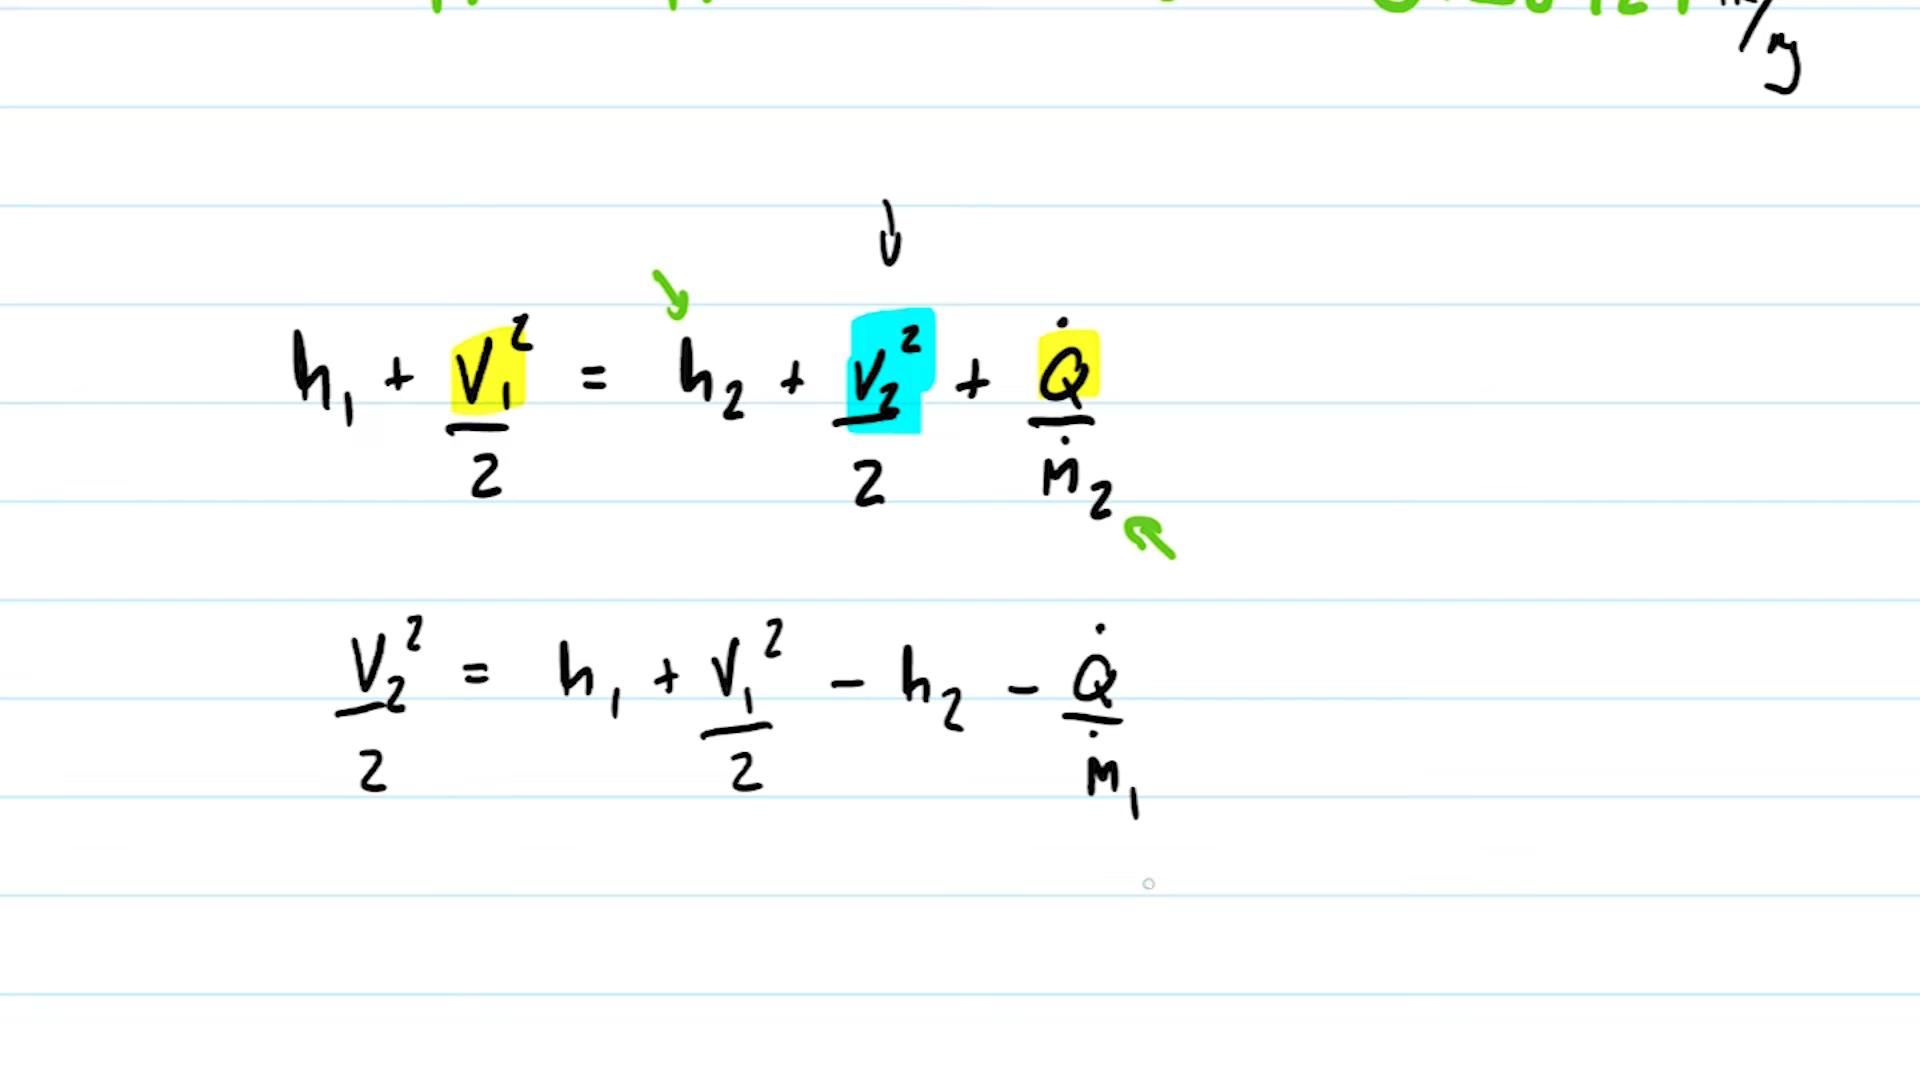 h₁ + V₁²/2 = h₂ + V₂²/2 + Q̇/ṁ₂
V₂²/2 = h₁ + V₁²/2 - h₂ - Q̇/ṁ₁